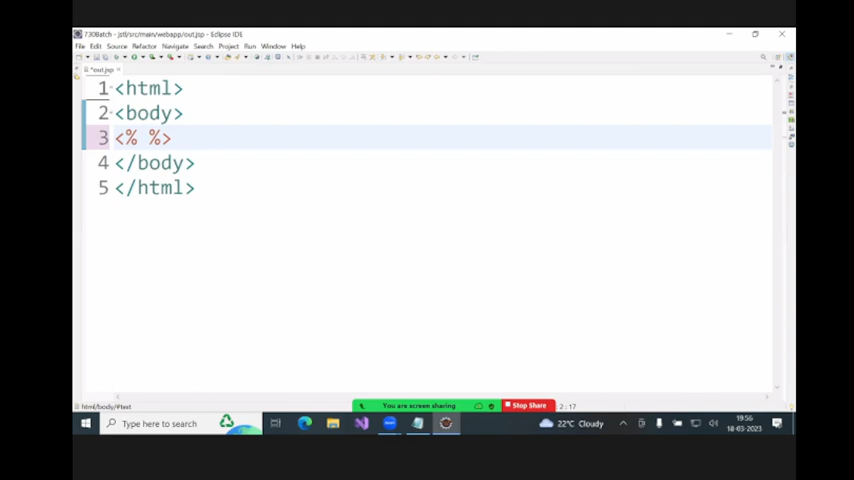 730Batch - jstl/src/main/webapp/out.jsp - Eclipse IDE
File Edit Source Refactor Navigate Search Project Run Window Help
*out.jsp
1 <html>
2 <body>
3 <% %>
4 </body>
5 </html>
html/body/#text
You are screen sharing
Stop Share
2:17
Type here to search
22°C Cloudy
19:56
18-03-2023